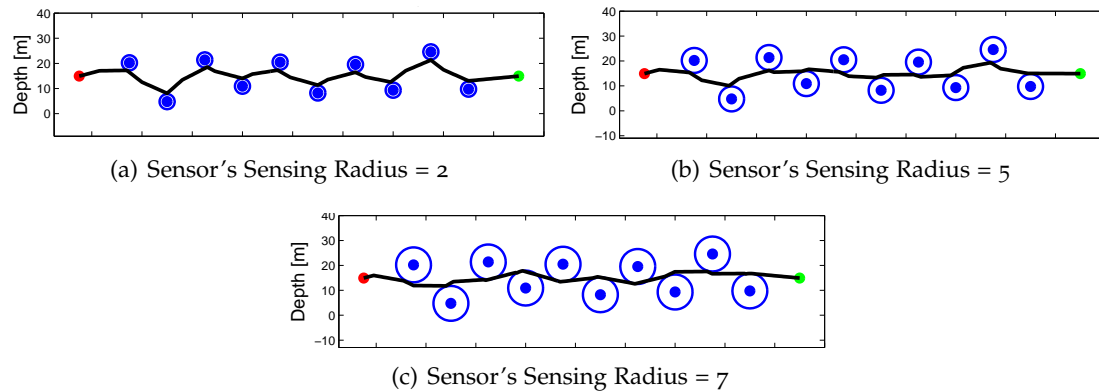 40
30
20
10
0
Depth [m]
(a) Sensor's Sensing Radius = 2
40
30
20
10
0
−10
Depth [m]
(b) Sensor's Sensing Radius = 5
40
30
20
10
0
−10
Depth [m]
(c) Sensor's Sensing Radius = 7